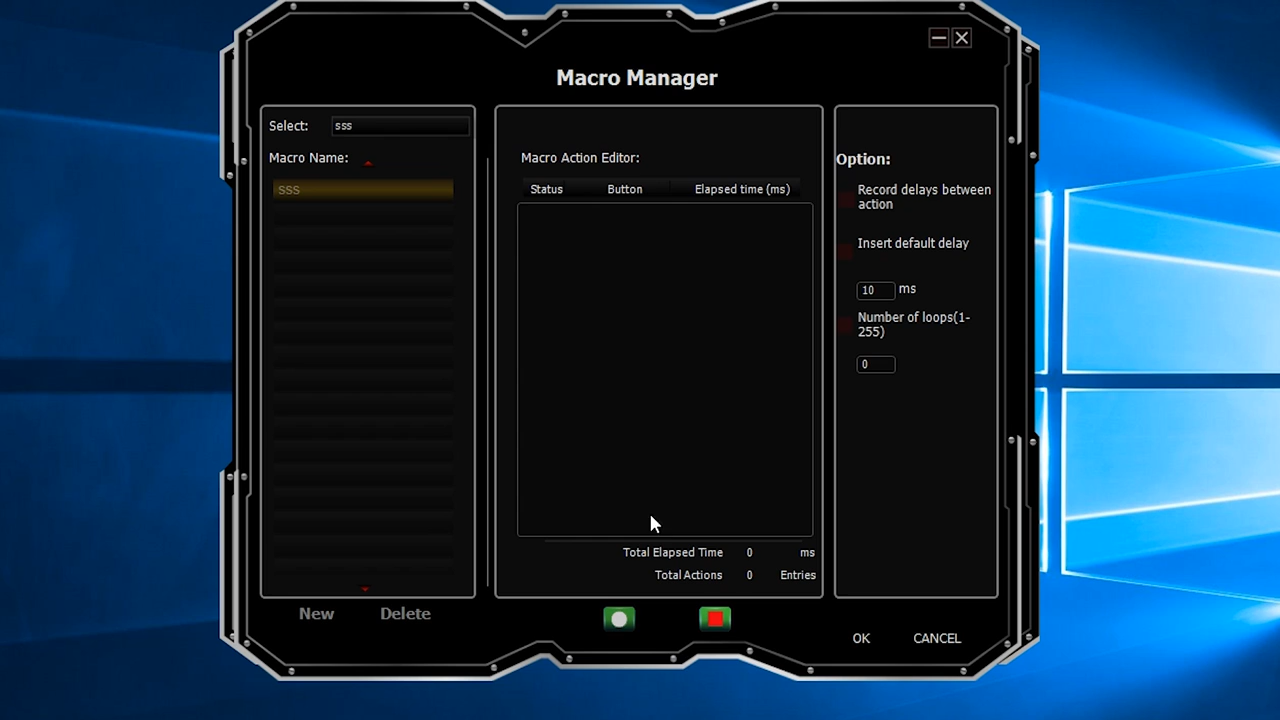 Macro Manager
Select:
sss
Macro Name:
SSS
New
Delete
Macro Action Editor:
Status
Button
Elapsed time (ms)
Total Elapsed Time 0 ms
Total Actions 0 Entries
Option:
Record delays between
action
Insert default delay
10 ms
Number of loops(1-
255)
0
OK
CANCEL